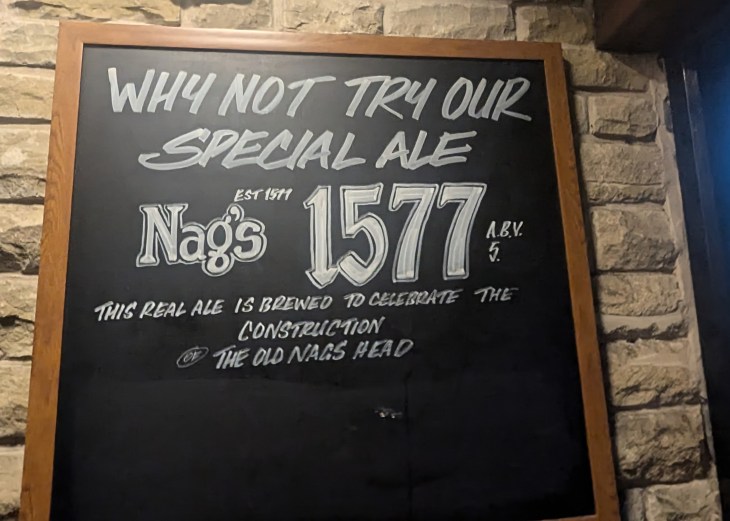 WHY NOT TRY OUR
SPECIAL ALE
EST 1577
Nag's 1577
A.B.V.
5.
THIS REAL ALE IS BREWED TO CELEBRATE THE
CONSTRUCTION
OF THE OLD NAGS HEAD